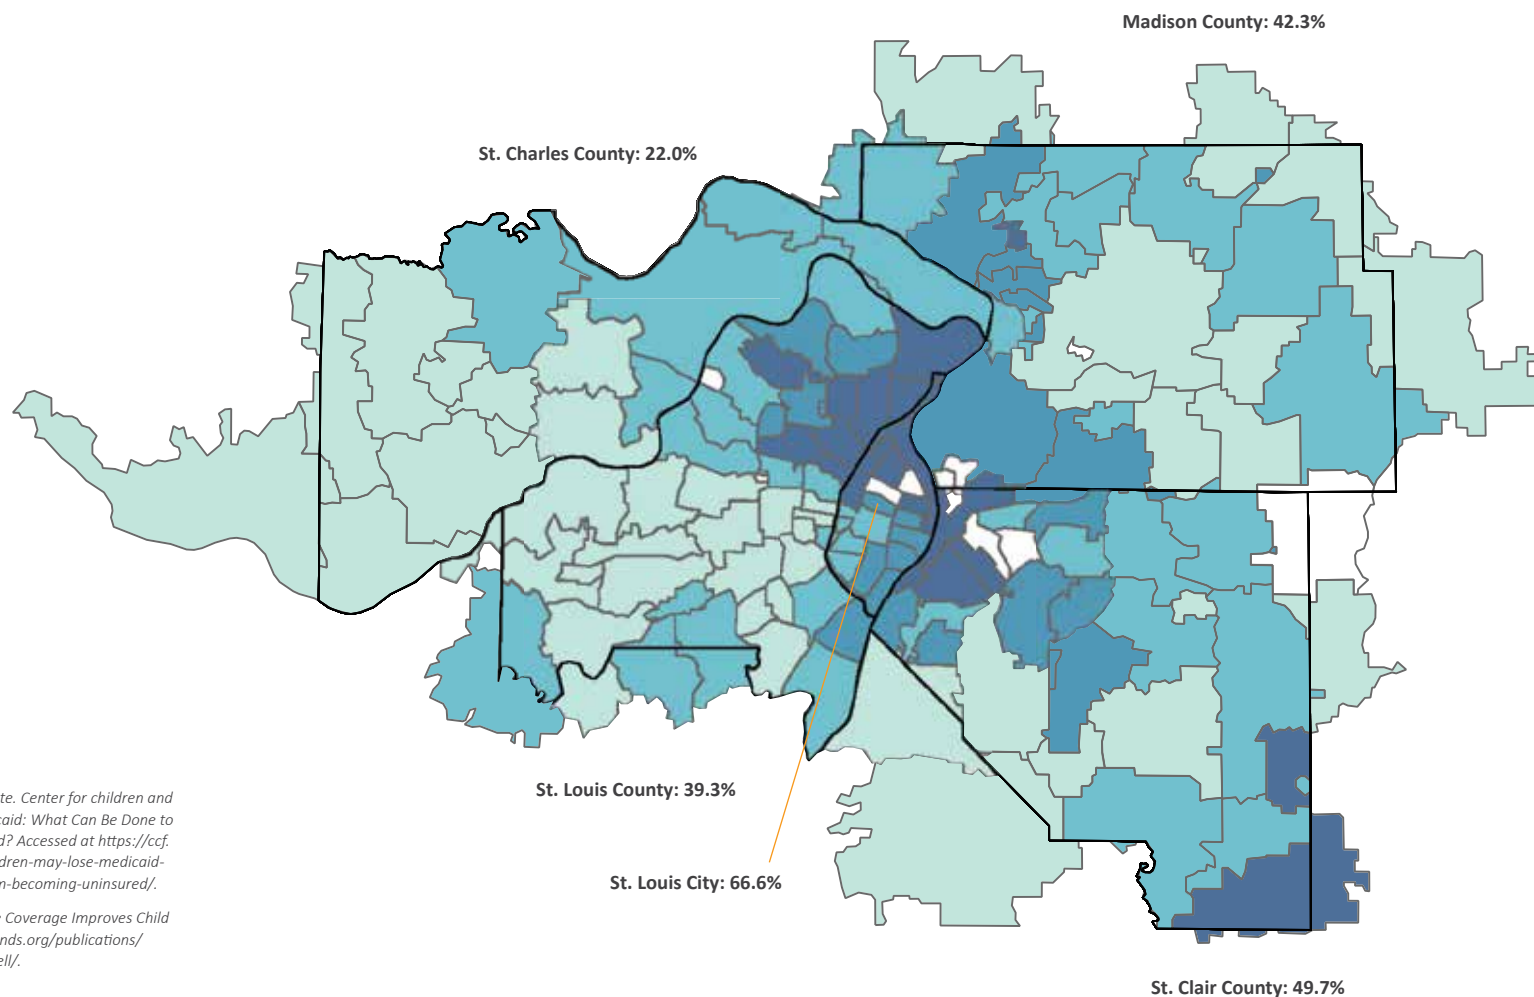 Madison County: 42.3%
St. Charles County: 22.0%
St. Louis County: 39.3%
te. Center for children and
caid: What Can Be Done to
d? Accessed at https://ccf.
dren-may-lose-medicaid-
m-becoming-uninsured/.
St. Louis City: 66.6%
e Coverage Improves Child
nds.org/publications/
ell/.
St. Clair County: 49.7%